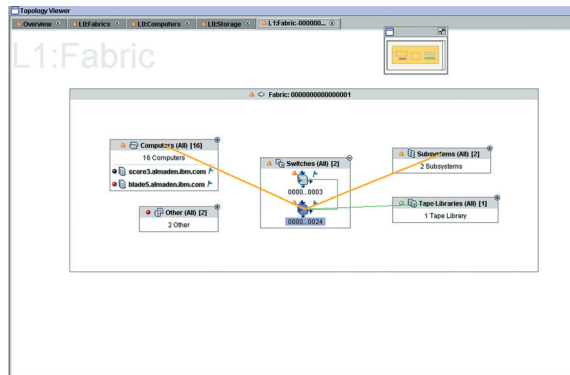 Topology Viewer
Overview
L0:Fabrics
L0:Computers
L0:Storage
L1:Fabric-000000...
L1:Fabric
Fabric: 0000000000000001
Computers (All) [16]
16 Computers
score3.almaden.ibm.com
blade5.almaden.ibm.com
Other (All) [2]
2 Other
Switches (All) [2]
0000...0003
0000...0024
Subsystems (All) [2]
2 Subsystems
Tape Libraries (All) [1]
1 Tape Library